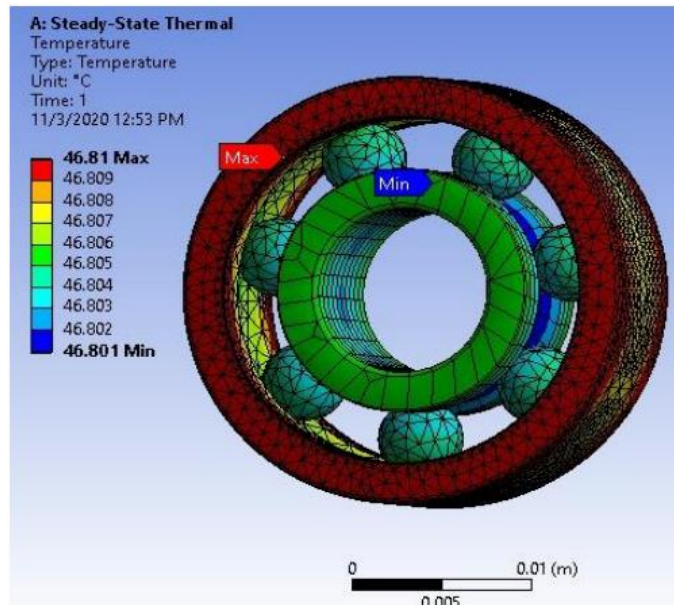 A: Steady-State Thermal
Temperature
Type: Temperature
Unit: °C
Time: 1
11/3/2020 12:53 PM
46.81 Max
46.809
46.808
46.807
46.806
46.805
46.804
46.803
46.802
46.801 Min
Max
Min
0 0.01 (m)
0.005